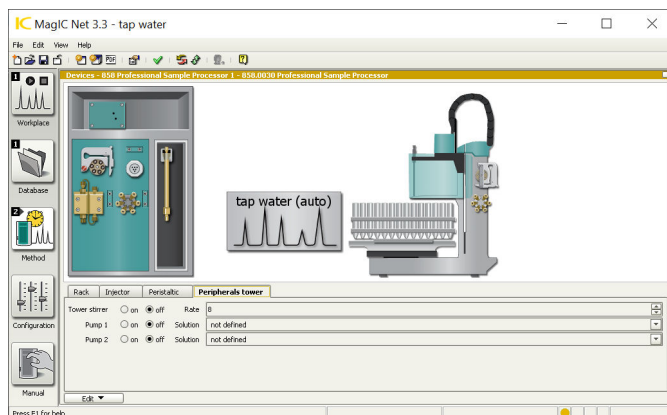 IC MagIC Net 3.3 - tap water
File Edit View Help
PDF
Devices - 858 Professional Sample Processor 1 - 858.0030 Professional Sample Processor
1
Workplace
1
Database
2
Method
Configuration
Manual
tap water (auto)
Rack Injector Peristaltic Peripherals tower
Tower stirrer on off Rate 8
Pump 1 on off Solution not defined
Pump 2 on off Solution not defined
Edit
Press F1 for help